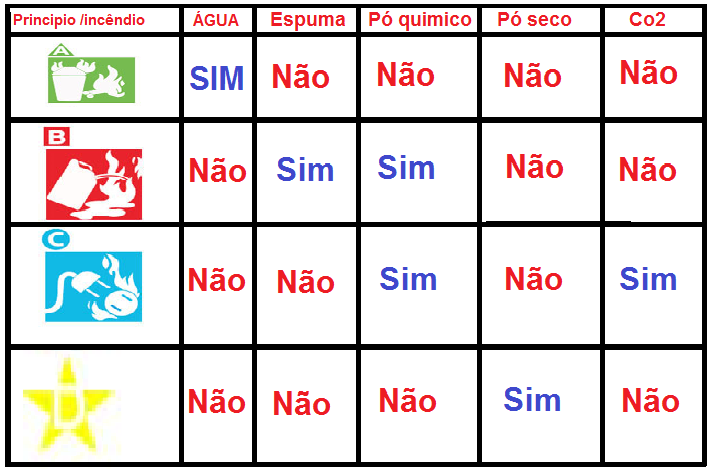 Principio /incêndio ÁGUA Espuma Pó quimico Pó seco Co2
A SIM Não Não Não Não
B Não Sim Sim Não Não
C Não Não Sim Não Sim
D Não Não Não Sim Não